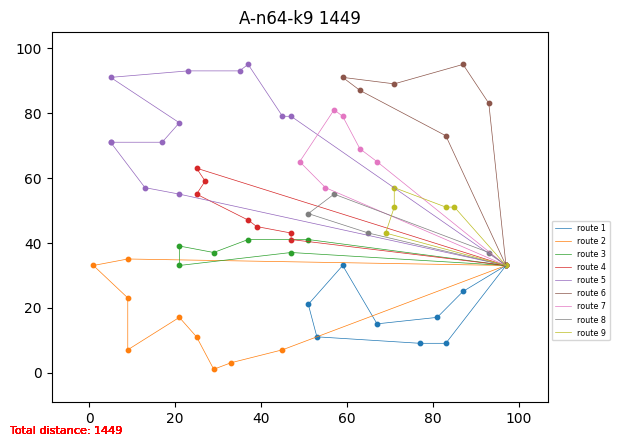 A-n64-k9 1449
100
80
60
40
20
0
0 20 40 60 80 100
route 1
route 2
route 3
route 4
route 5
route 6
route 7
route 8
route 9
Total distance: 1449